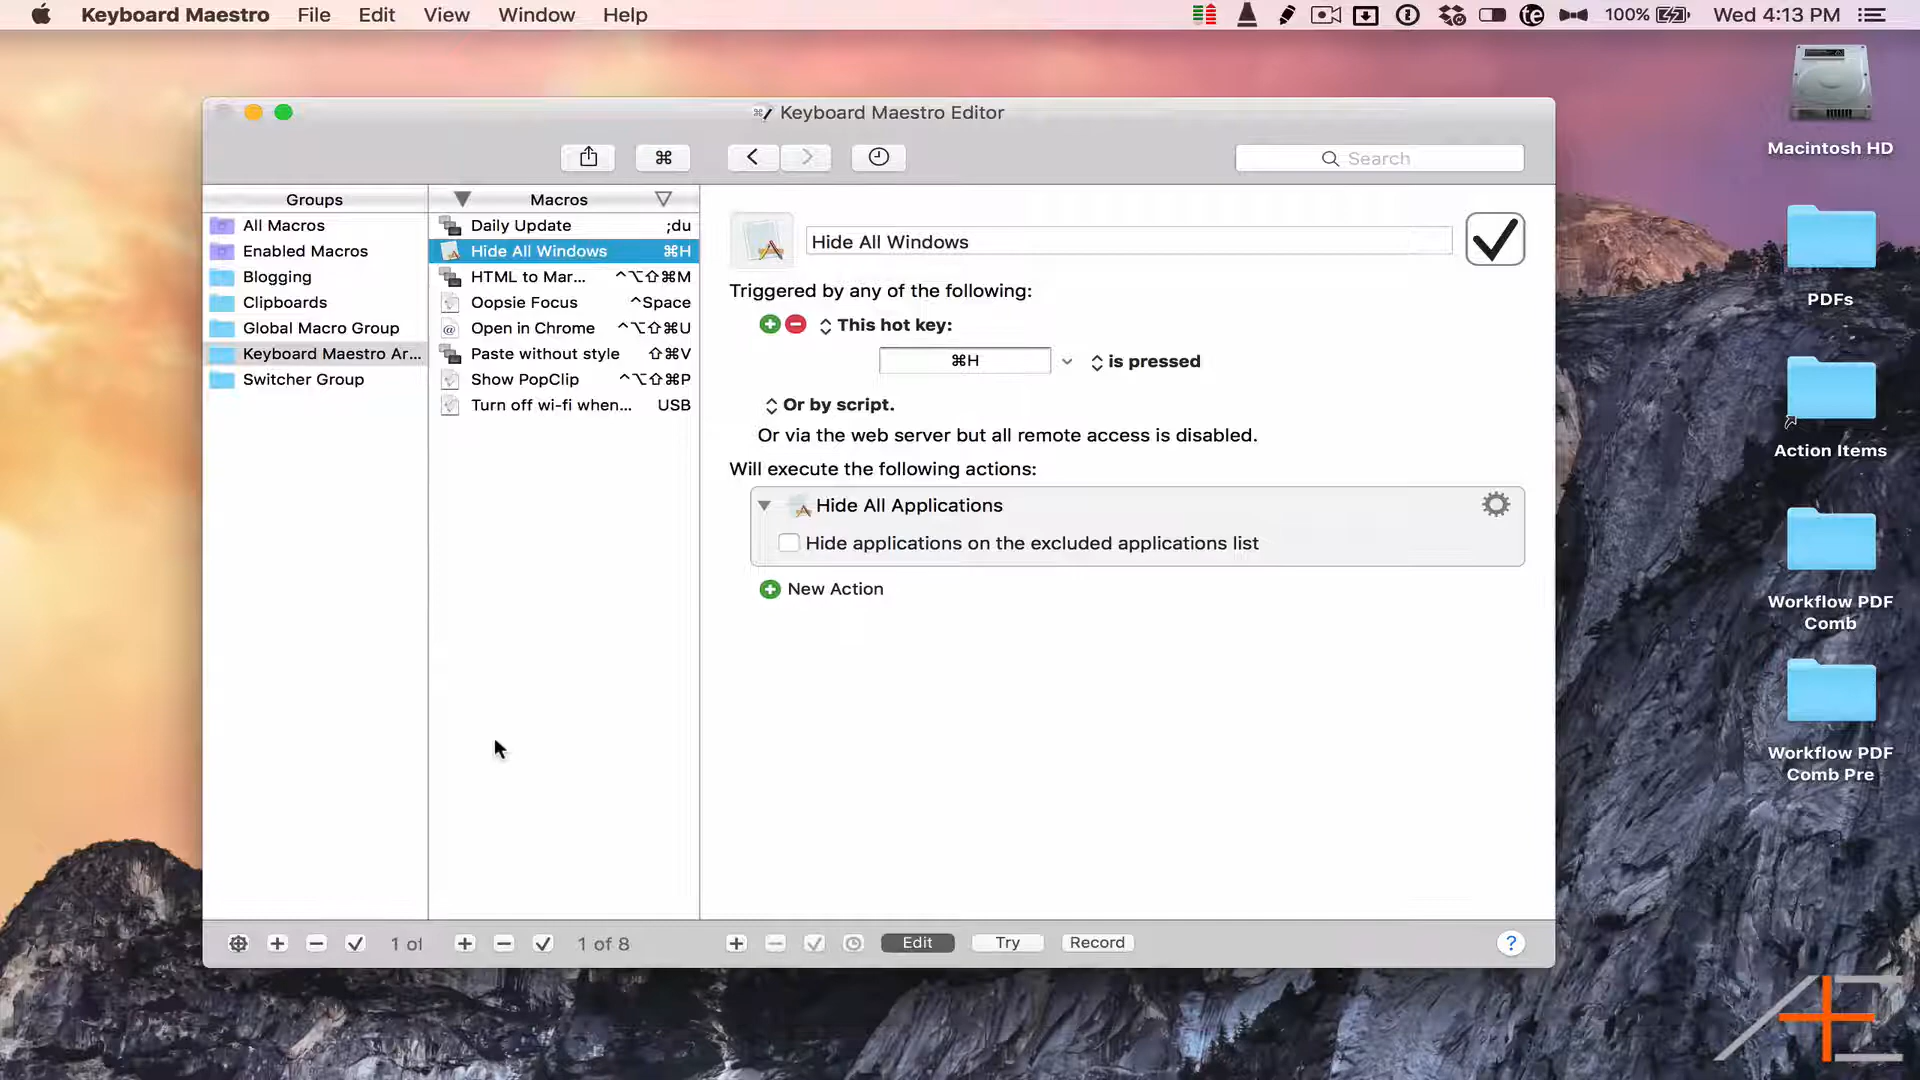 Keyboard Maestro File Edit View Window Help
100% Wed 4:13 PM
Macintosh HD
PDFs
Action Items
Workflow PDF
Comb
Workflow PDF
Comb Pre
Keyboard Maestro Editor
⌘
Search
Groups
All Macros
Enabled Macros
Blogging
Clipboards
Global Macro Group
Keyboard Maestro Ar...
Switcher Group
Macros
Daily Update ;du
Hide All Windows ⌘H
HTML to Mar... ^⌥⇧⌘M
Oopsie Focus ^Space
Open in Chrome ^⌥⇧⌘U
Paste without style ⇧⌘V
Show PopClip ^⌥⇧⌘P
Turn off wi-fi when... USB
Hide All Windows
Triggered by any of the following:
This hot key:
⌘H is pressed
Or by script.
Or via the web server but all remote access is disabled.
Will execute the following actions:
Hide All Applications
Hide applications on the excluded applications list
New Action
1 of 8
Edit Try Record ?